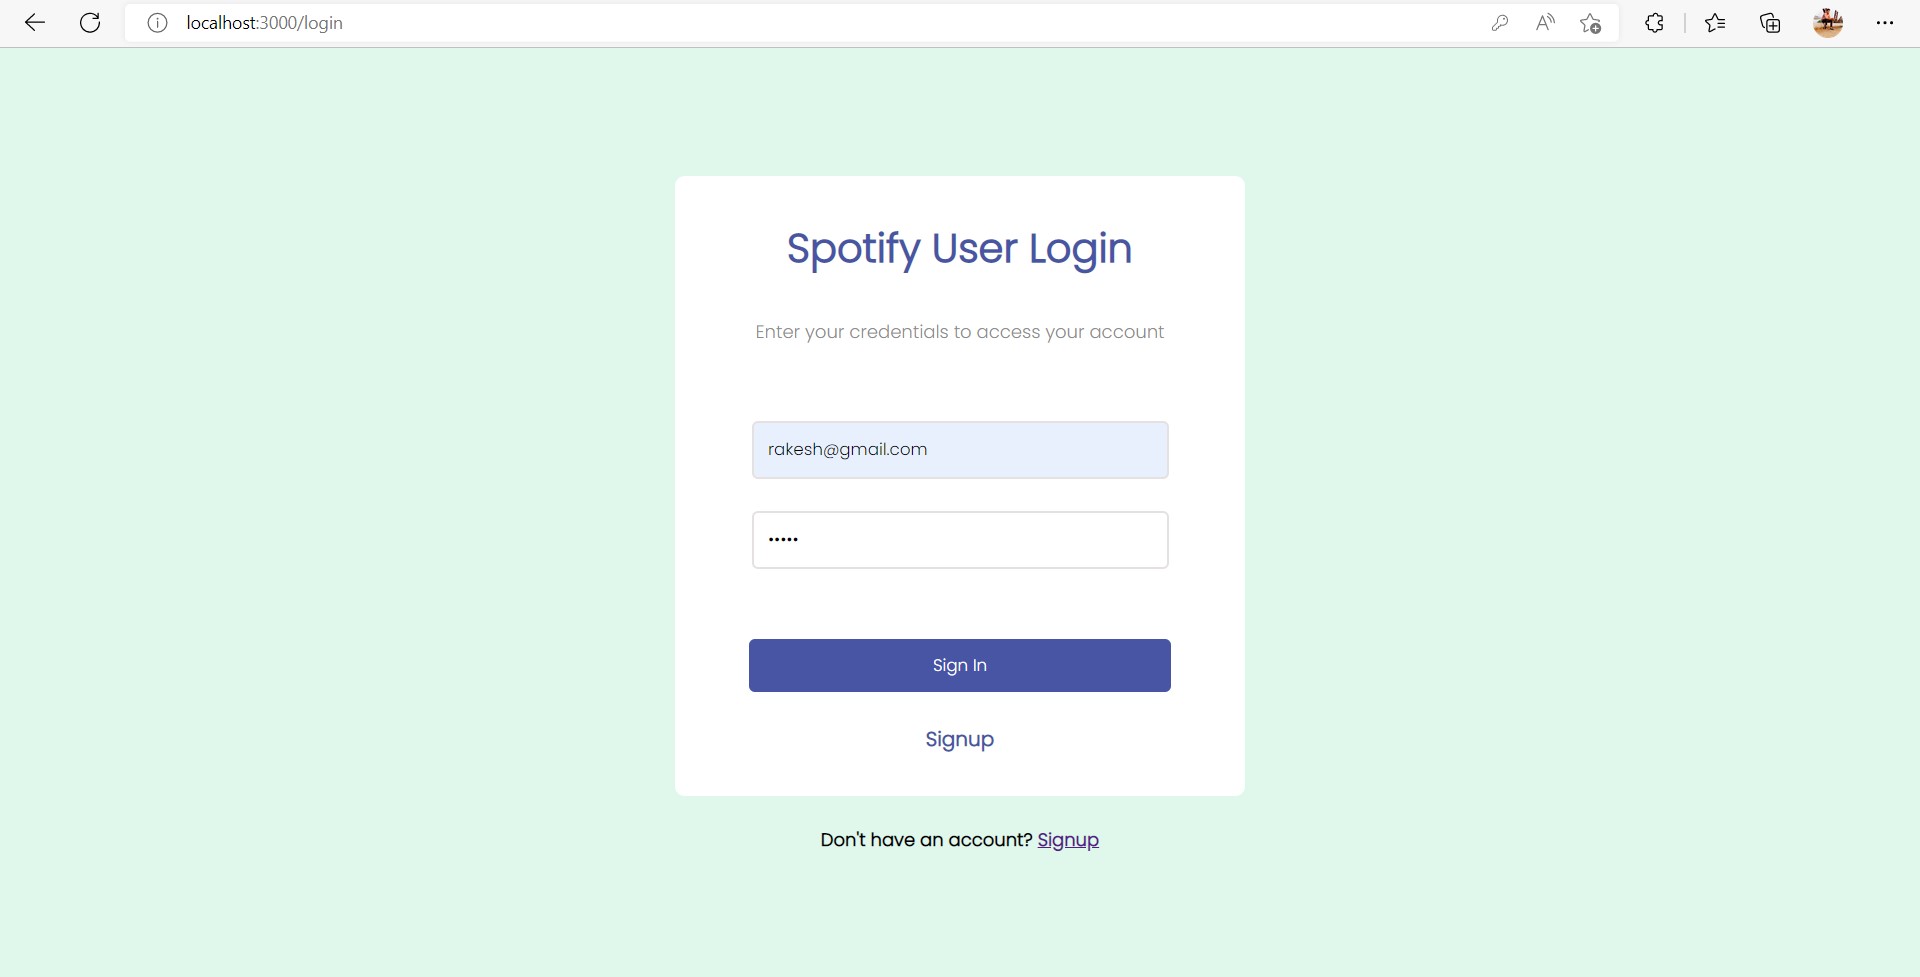 localhost:3000/login
Spotify User Login
Enter your credentials to access your account
rakesh@gmail.com
•••••
Sign In
Signup
Don't have an account? Signup